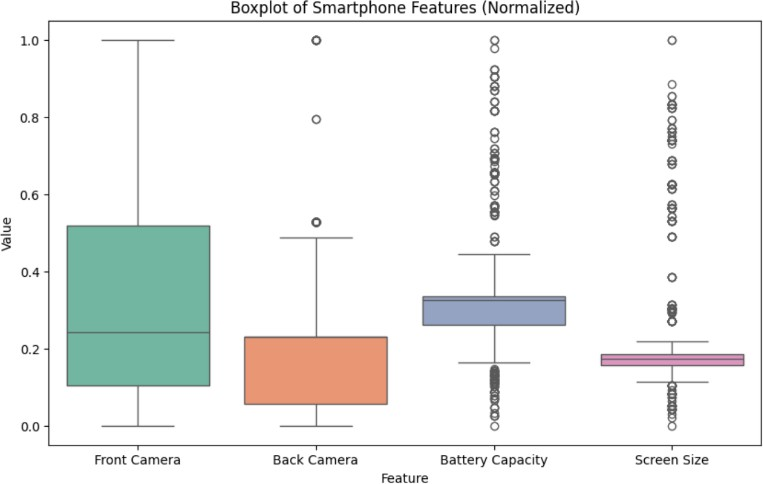 Boxplot of Smartphone Features (Normalized)
1.0
0.8
0.6
0.4
0.2
0.0
Value
Front Camera
Back Camera
Battery Capacity
Screen Size
Feature